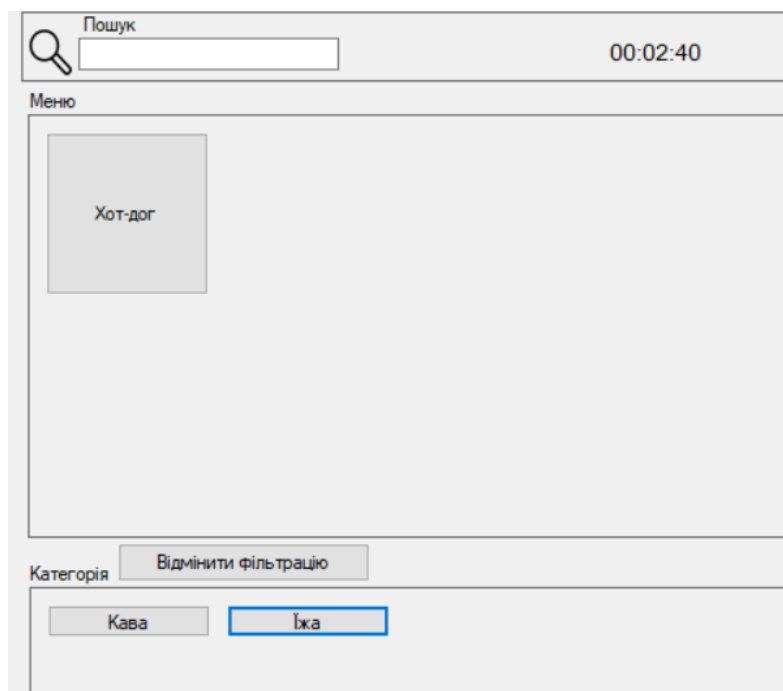 Пошук
00:02:40
Меню
Хот-дог
Відмінити фільтрацію
Категорія
Кава
Їжа